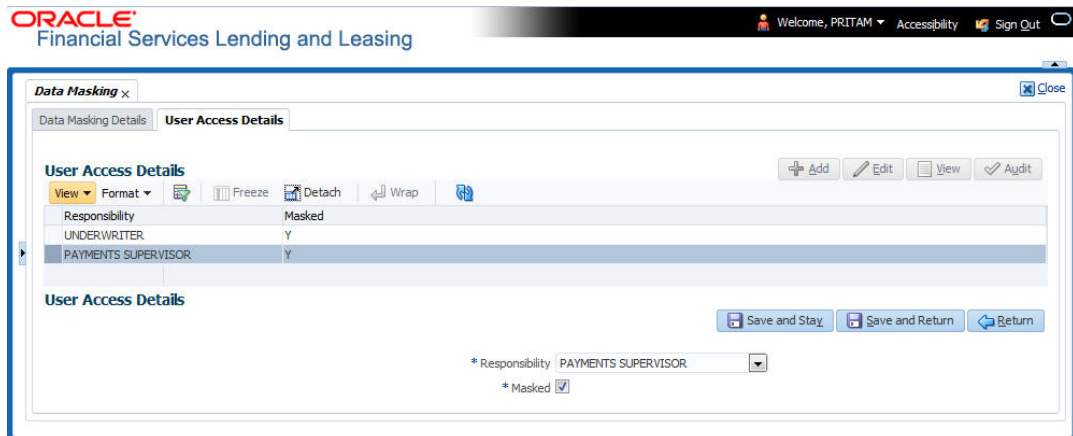 ORACLE
Financial Services Lending and Leasing
Welcome, PRITAM Accessibility Sign Out
Data Masking x
Close
Data Masking Details User Access Details
User Access Details
Add Edit View Audit
View Format Freeze Detach Wrap
Responsibility Masked
UNDERWRITER Y
PAYMENTS SUPERVISOR Y
User Access Details
Save and Stay Save and Return Return
* Responsibility PAYMENTS SUPERVISOR
* Masked